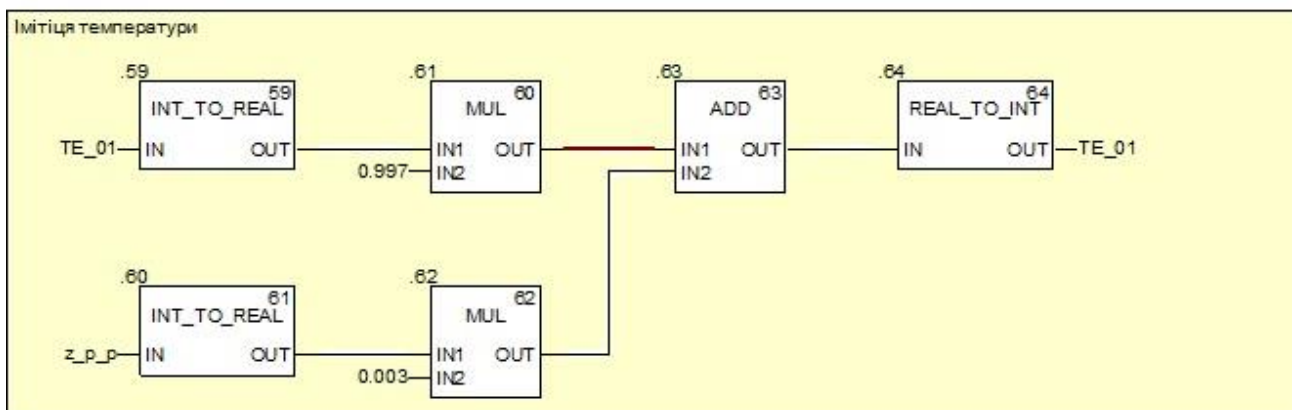 Імітіця температури
.59 .61 .63 .64
59 60 63 64
INT_TO_REAL MUL ADD REAL_TO_INT
TE_01 IN OUT IN1 OUT IN1 OUT IN OUT TE_01
0.997 IN2 IN2
.60 .62
61 62
INT_TO_REAL MUL
z_p_p IN OUT IN1 OUT
0.003 IN2